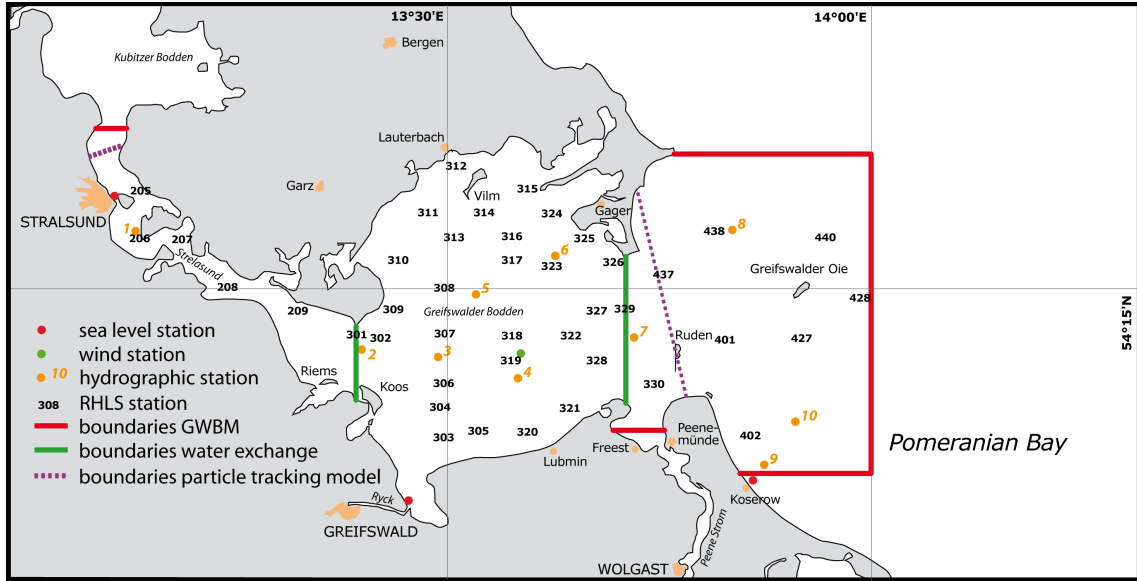 13°30'E
14°00'E
Bergen
Kubitzer Bodden
Lauterbach
312
Garz
205
Vilm
315
STRALSUND
311
314
324
Gager
1
206
207
313
316
325
438
8
440
Strelasund
310
317
6
323
326
Greifswalder Oie
437
208
308
5
428
209
309
Greifswalder Bodden
327
329
54°15'N
301
302
307
318
322
7
Ruden
401
427
sea level station
wind station
2
3
319
328
10 hydrographic station
Riems
Koos
306
4
330
308 RHLS station
304
321
10
boundaries GWBM
303
305
320
Peene-
münde
402
boundaries water exchange
Lubmin
Freest
9
Pomeranian Bay
boundaries particle tracking model
Koserow
Ryck
GREIFSWALD
Peene Strom
WOLGAST